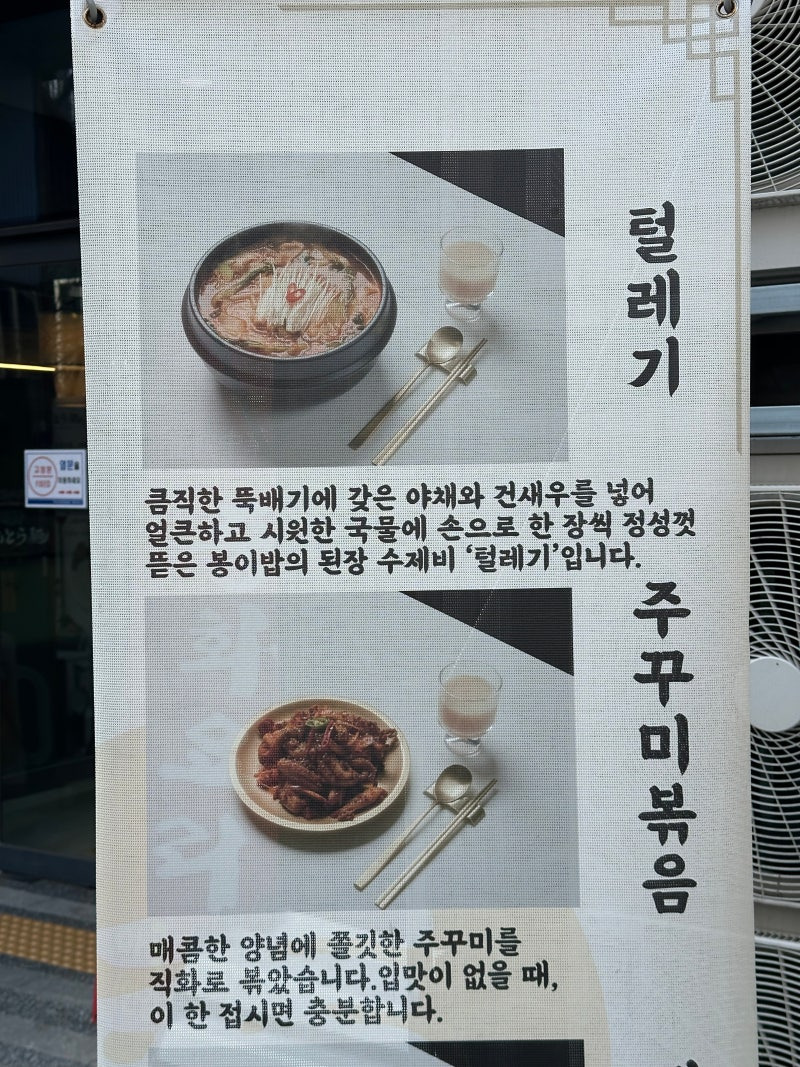 털레기
큼직한 뚝배기에 갖은 야채와 건새우를 넣어
얼큰하고 시원한 국물에 손으로 한 장씩 정성껏
뜯은 봉이밥의 된장 수제비 ‘털레기’입니다.
주꾸미볶음
매콤한 양념에 쫄깃한 주꾸미를
직화로 볶았습니다.입맛이 없을 때,
이 한 접시면 충분합니다.